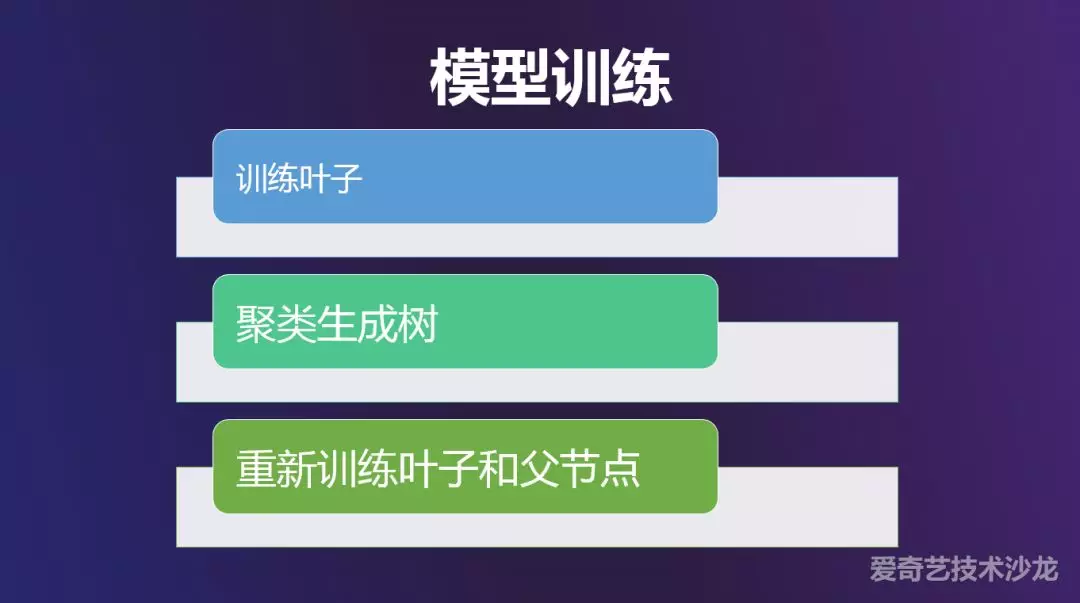 模型训练
训练叶子
聚类生成树
重新训练叶子和父节点
爱奇艺技术沙龙